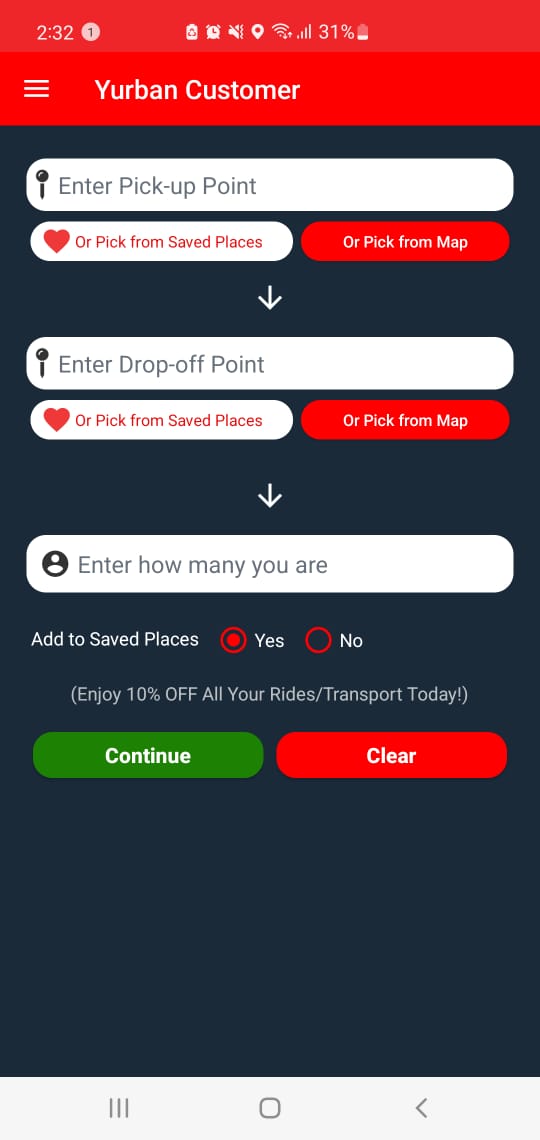 2:32 1 31%
Yurban Customer
Enter Pick-up Point
Or Pick from Saved Places Or Pick from Map
Enter Drop-off Point
Or Pick from Saved Places Or Pick from Map
Enter how many you are
Add to Saved Places Yes No
(Enjoy 10% OFF All Your Rides/Transport Today!)
Continue Clear